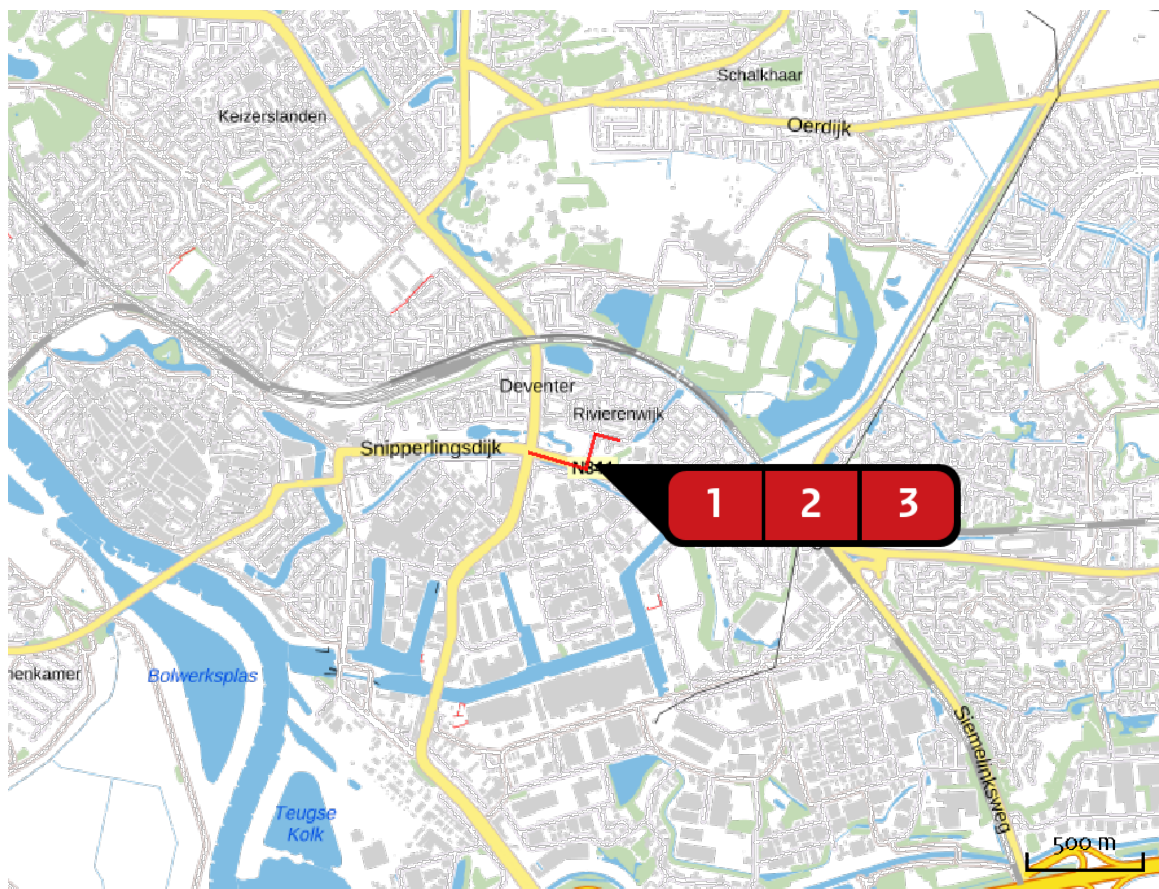 Schalkhaar
Keizerslanden
Oerdijk
Deventer
Rivierenwijk
Snipperlingsdijk
1 2 3
Bolwerksplas
Siemelinksweg
Teugse
Kolk
500 m